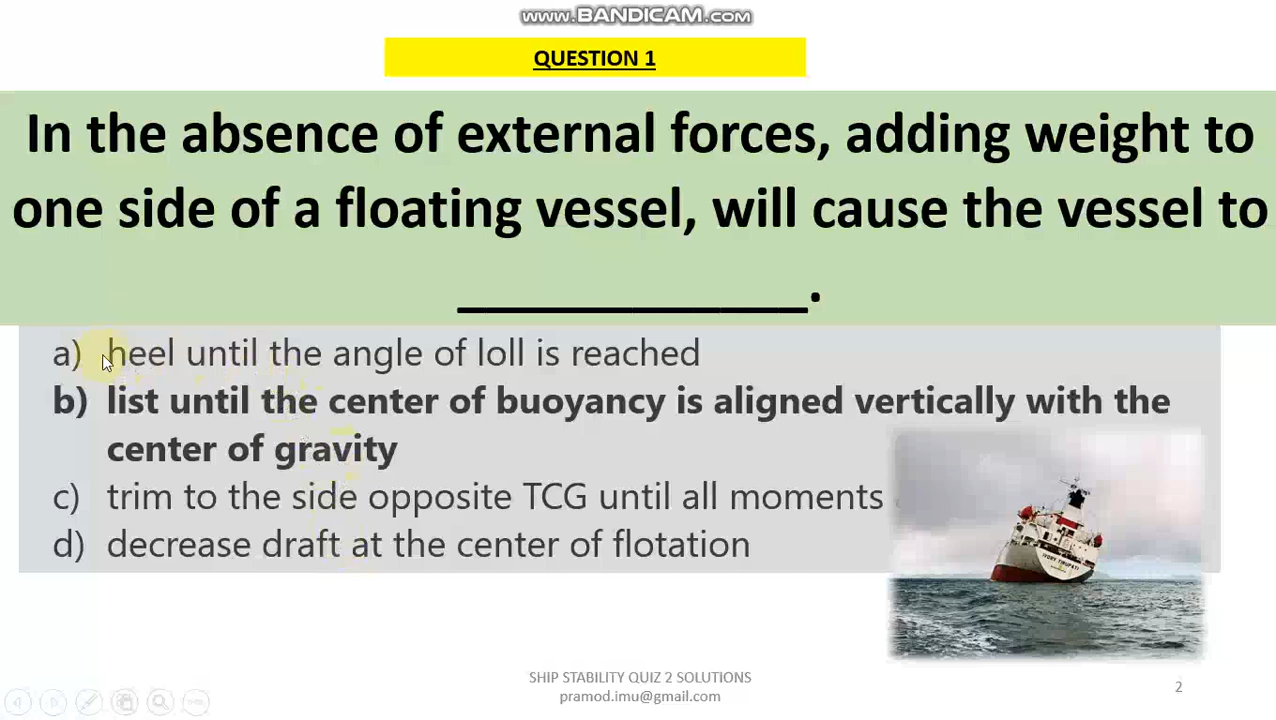 www.BANDICAM.com
QUESTION 1
In the absence of external forces, adding weight to
one side of a floating vessel, will cause the vessel to
____________.
a) heel until the angle of loll is reached
b) list until the center of buoyancy is aligned vertically with the
center of gravity
c) trim to the side opposite TCG until all moments
d) decrease draft at the center of flotation
IVORY TIRUPATI
SHIP STABILITY QUIZ 2 SOLUTIONS
pramod.imu@gmail.com
2